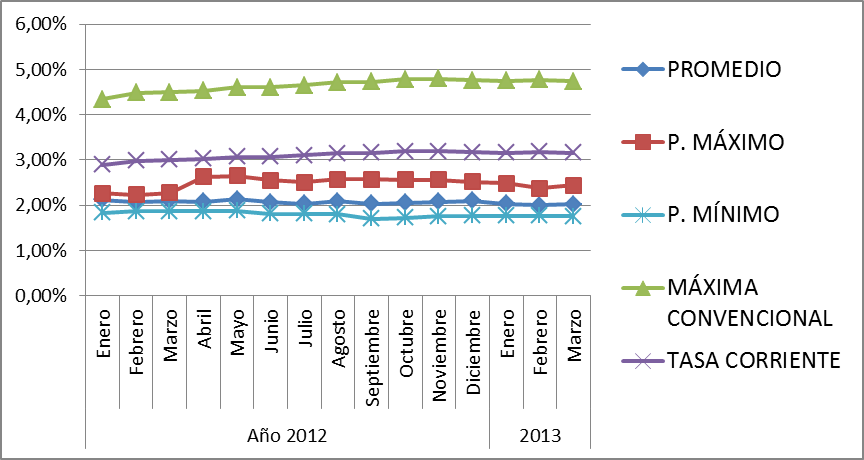 6,00%
5,00%
4,00%
3,00%
2,00%
1,00%
0,00%
Enero
Febrero
Marzo
Abril
Mayo
Junio
Julio
Agosto
Septiembre
Octubre
Noviembre
Diciembre
Enero
Febrero
Marzo
Año 2012
2013
PROMEDIO
P. MÁXIMO
P. MÍNIMO
MÁXIMA
CONVENCIONAL
TASA CORRIENTE